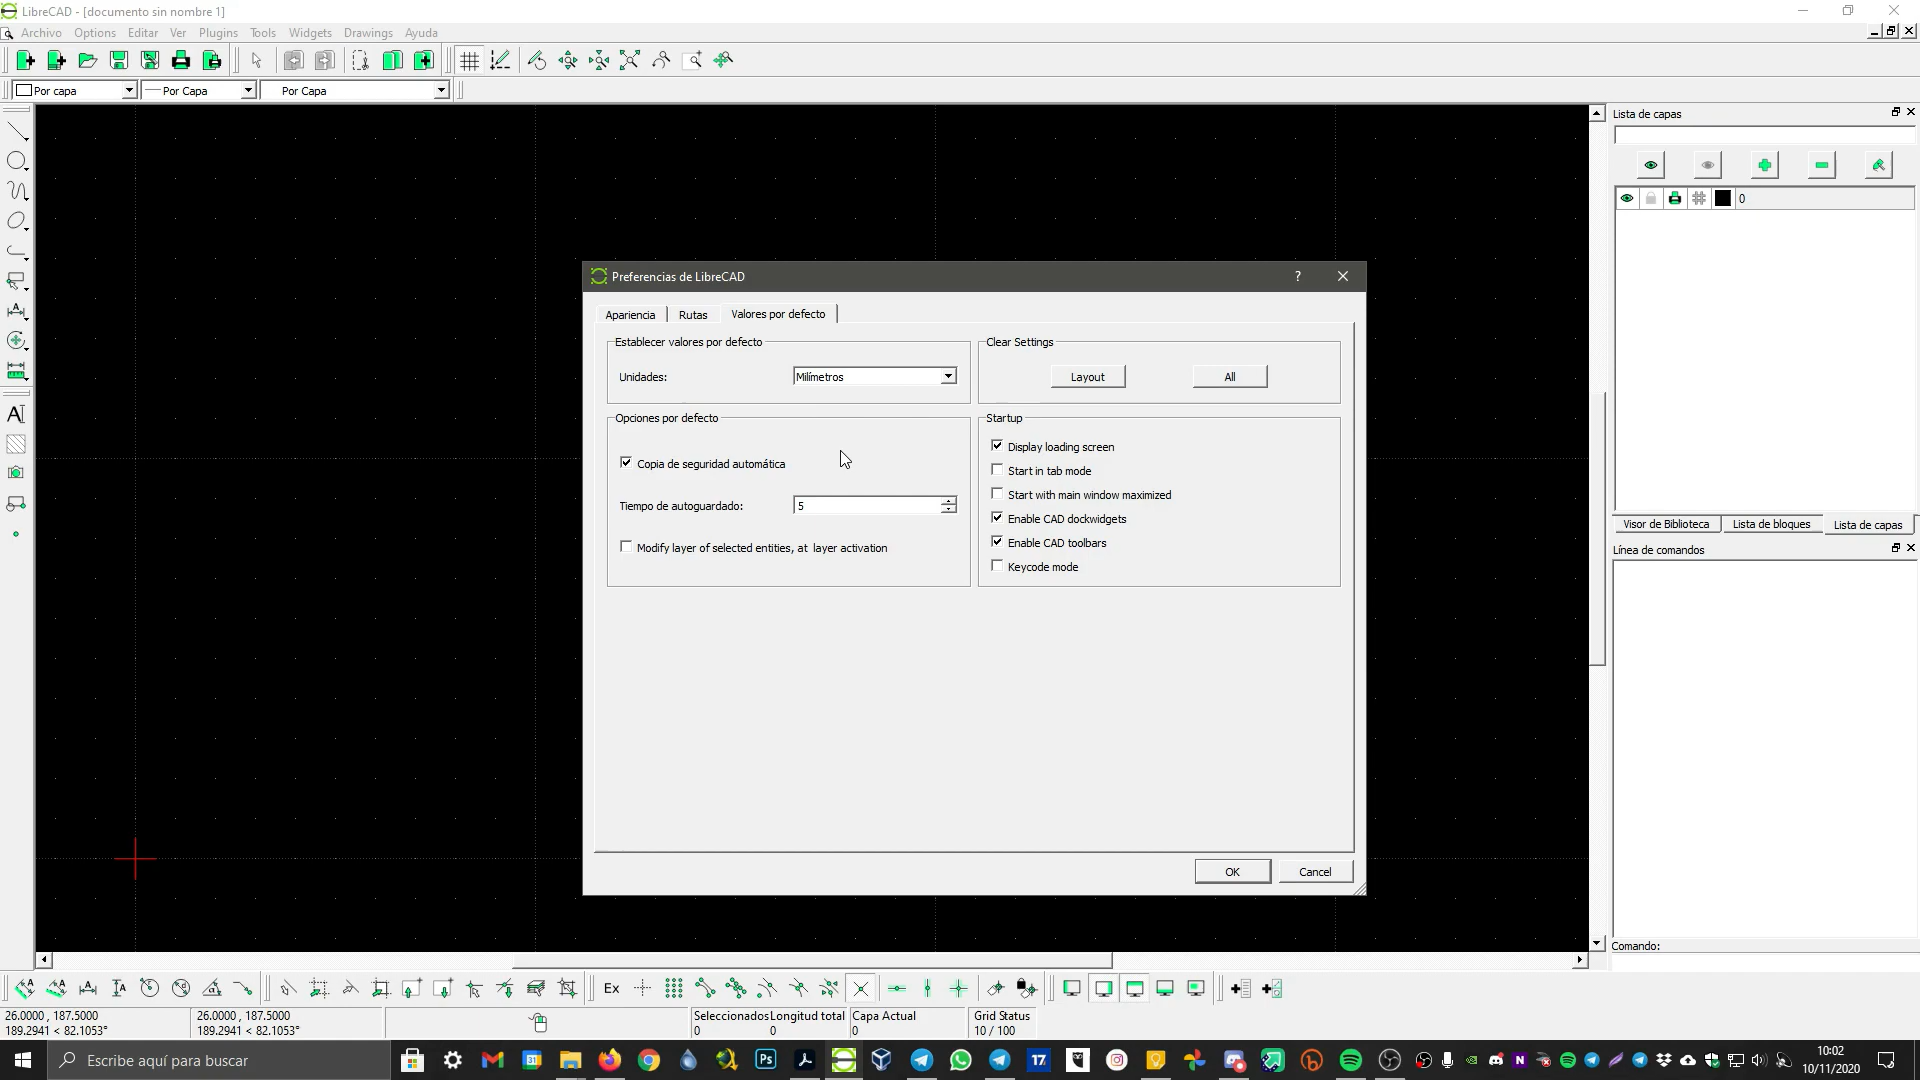 LibreCAD - [documento sin nombre 1]
Archivo Options Editar Ver Plugins Tools Widgets Drawings Ayuda
Por capa Por Capa Por Capa
Lista de capas
0
Preferencias de LibreCAD ?
Apariencia Rutas Valores por defecto
Establecer valores por defecto
Unidades: Milímetros
Clear Settings
Layout All
Opciones por defecto
Copia de seguridad automática
Tiempo de autoguardado: 5
Modify layer of selected entities, at layer activation
Startup
Display loading screen
Start in tab mode
Start with main window maximized
Enable CAD dockwidgets
Enable CAD toolbars
Keycode mode
OK Cancel
Visor de Biblioteca Lista de bloques Lista de capas
Línea de comandos
Comando:
Ex
26.0000 , 187.5000
189.2941 < 82.1053°
26.0000 , 187.5000
189.2941 < 82.1053°
Seleccionados Longitud total
0 0
Capa Actual
0
Grid Status
10 / 100
Escribe aquí para buscar
31
Ps
17
10:02
10/11/2020